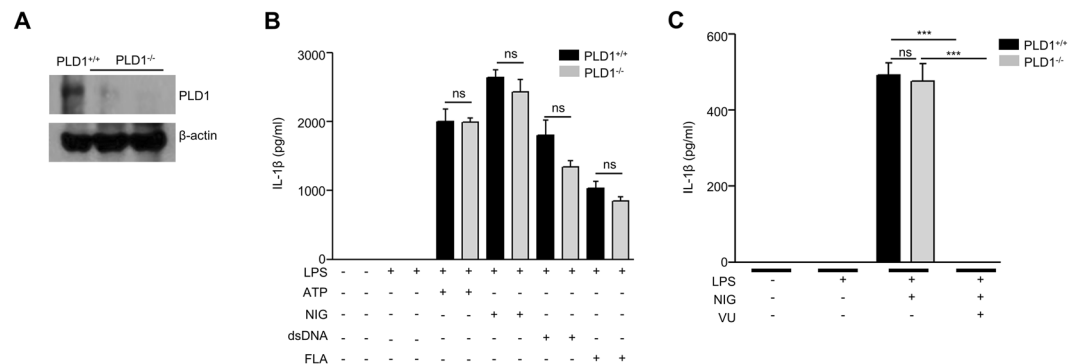 A
PLD1+/+ PLD1-/-
PLD1
β-actin
B
IL-1β (pg/ml)
3000
2000
1000
0
PLD1+/+
PLD1-/-
ns
ns
ns
ns
LPS - - + + + + + + + + + +
ATP - - - - + + - - - - - -
NIG - - - - - - + + - - - -
dsDNA - - - - - - - - + + - -
FLA - - - - - - - - - - + +
C
IL-1β (pg/ml)
600
400
200
0
***
ns
***
PLD1+/+
PLD1-/-
LPS - + + +
NIG - - + +
VU - - - +